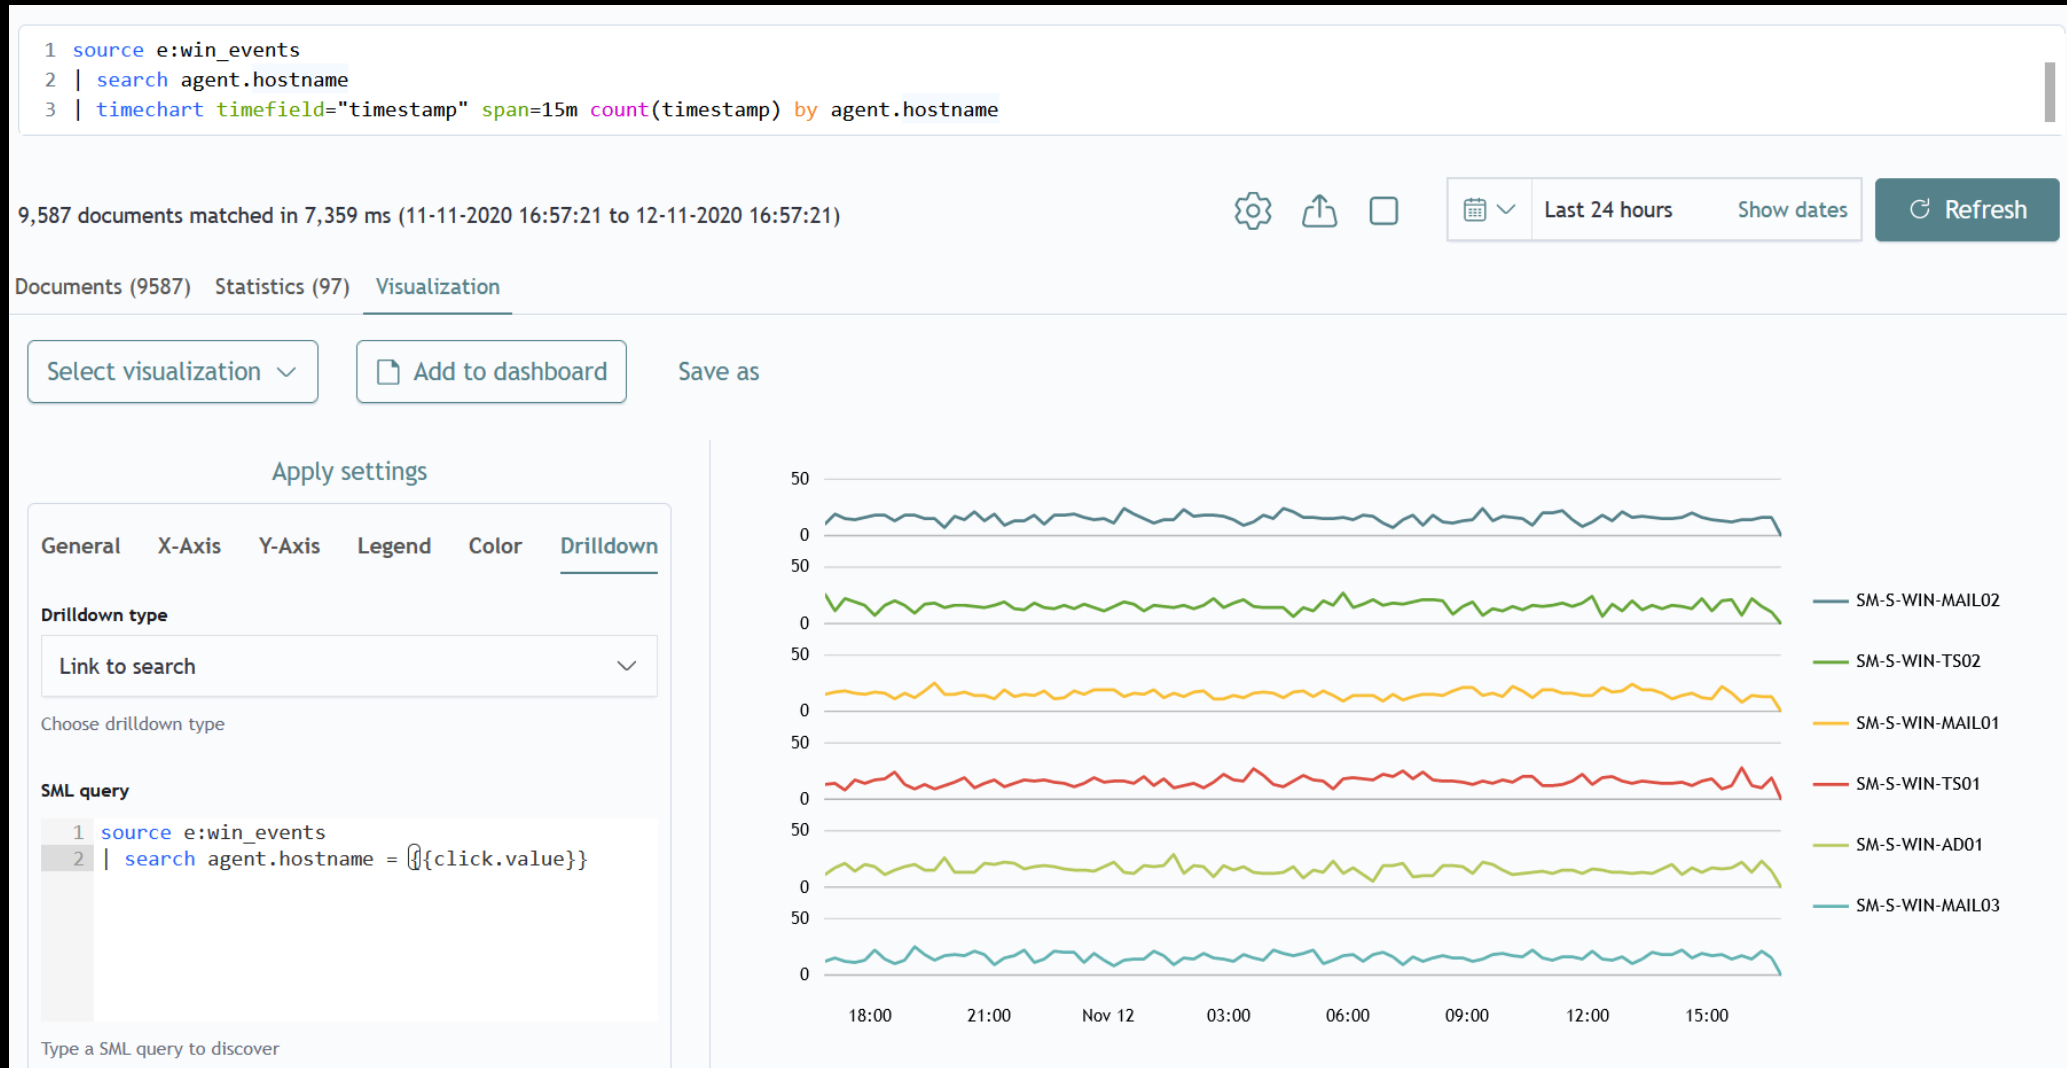 1 source e:win_events
2 | search agent.hostname
3 | timechart timefield="timestamp" span=15m count(timestamp) by agent.hostname
9,587 documents matched in 7,359 ms (11-11-2020 16:57:21 to 12-11-2020 16:57:21)
Last 24 hours Show dates Refresh
Documents (9587) Statistics (97) Visualization
Select visualization Add to dashboard Save as
Apply settings
General X-Axis Y-Axis Legend Color Drilldown
Drilldown type
Link to search
Choose drilldown type
SML query
1 source e:win_events
2 | search agent.hostname = {{click.value}}
Type a SML query to discover
50
0
50
0
50
0
50
0
50
0
50
0
18:00 21:00 Nov 12 03:00 06:00 09:00 12:00 15:00
SM-S-WIN-MAIL02
SM-S-WIN-TS02
SM-S-WIN-MAIL01
SM-S-WIN-TS01
SM-S-WIN-AD01
SM-S-WIN-MAIL03